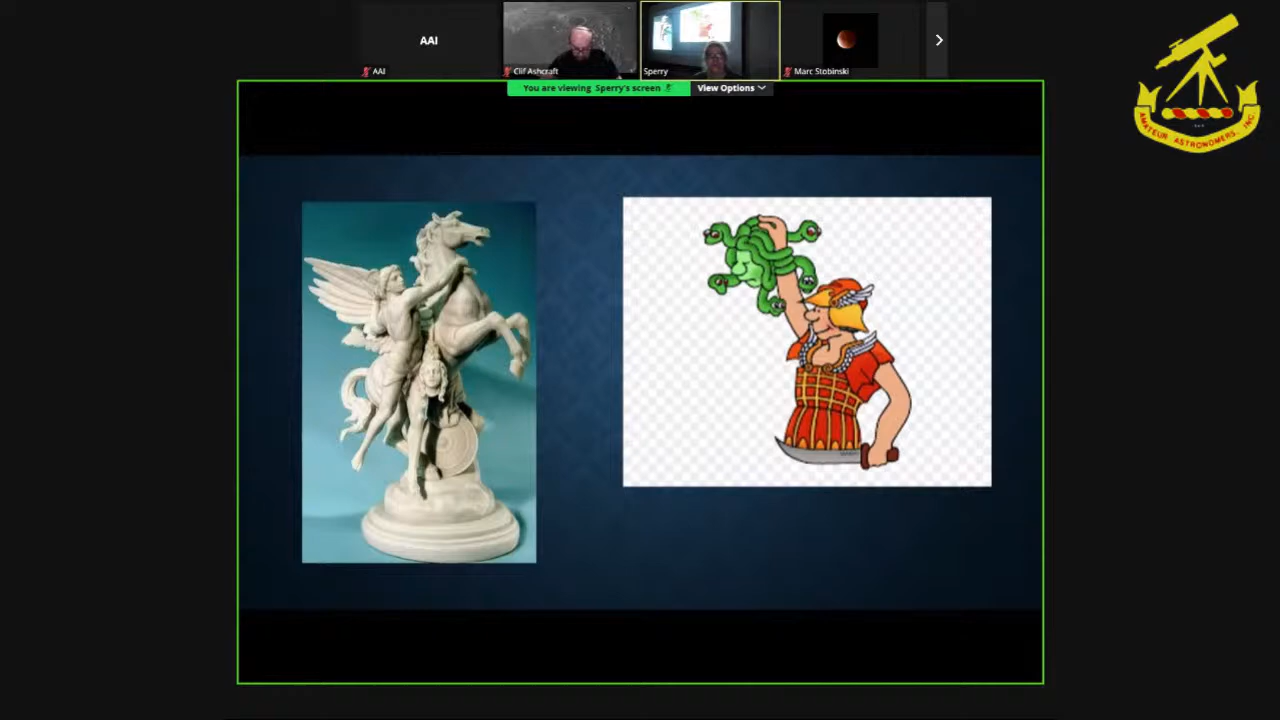 AAI
AAI
Clif Ashcraft
Sperry
Marc Stobinski
You are viewing Sperry's screen
View Options
AMATEUR ASTRONOMERS, INC